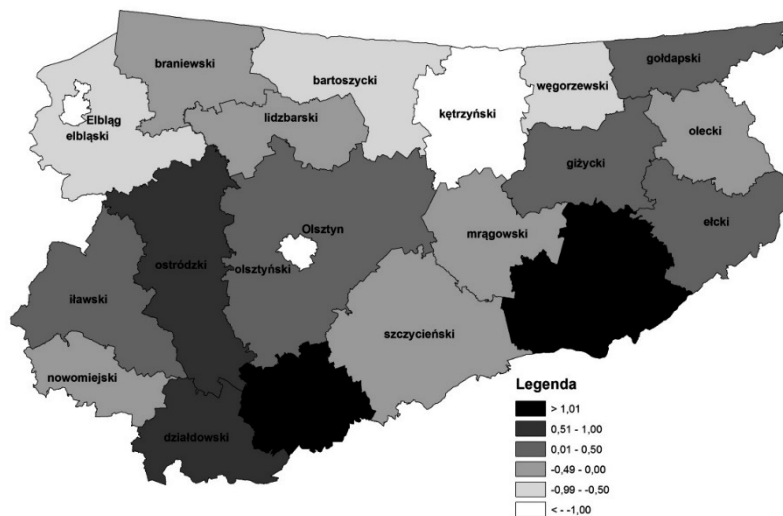 gołdapski
braniewski
bartoszycki
węgorzewski
kętrzyński
Elbląg
elbląski
lidzbarski
olecki
giżycki
ełcki
Olsztyn
mrągowski
ostródzki
olsztyński
iławski
szczycieński
nowomiejski
działdowski
Legenda
> 1,01
0,51 - 1,00
0,01 - 0,50
-0,49 - 0,00
-0,99 - -0,50
< - -1,00